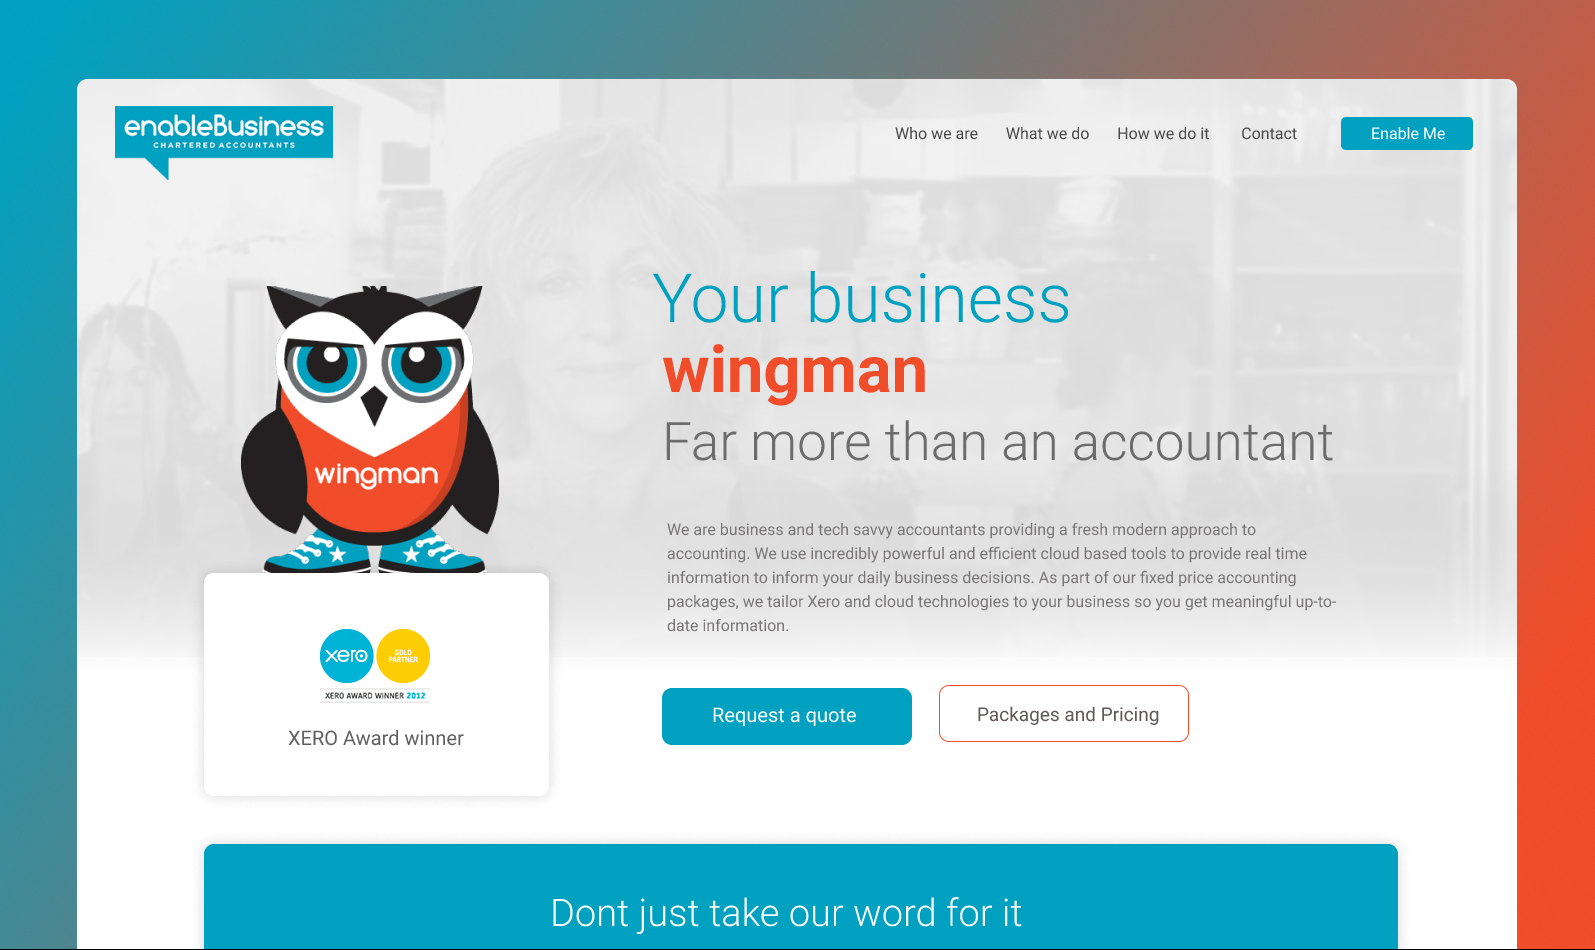 enableBusiness
CHARTERED ACCOUNTANTS
Who we are
What we do
How we do it
Contact
Enable Me
Your business
wingman
Far more than an accountant
wingman
We are business and tech savvy accountants providing a fresh modern approach to
accounting. We use incredibly powerful and efficient cloud based tools to provide real time
information to inform your daily business decisions. As part of our fixed price accounting
packages, we tailor Xero and cloud technologies to your business so you get meaningful up-to-
date information.
xero
GOLD
PARTNER
XERO AWARD WINNER 2012
XERO Award winner
Request a quote
Packages and Pricing
Dont just take our word for it